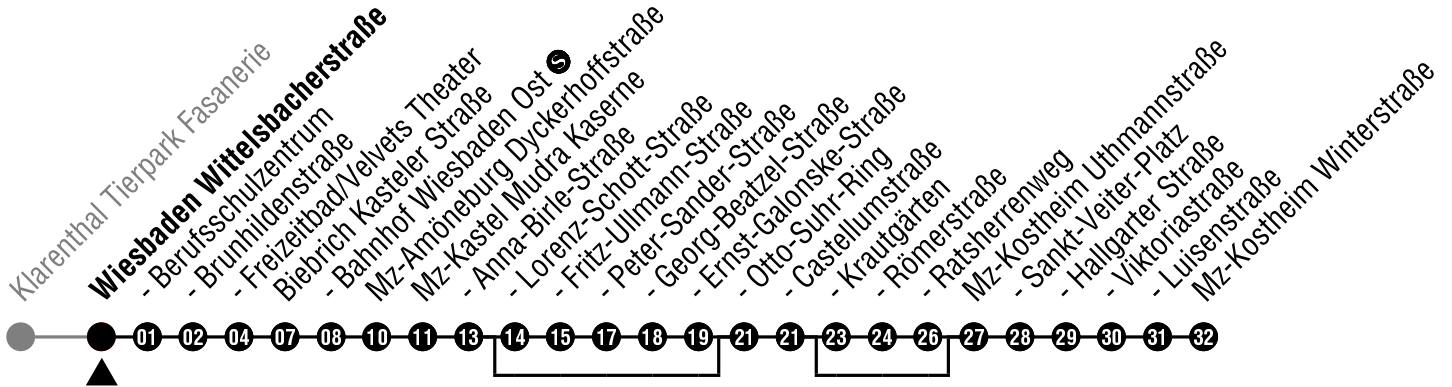 Klarenthal Tierpark Fasanerie
Wiesbaden Wittelsbacherstraße
- Berufsschulzentrum
- Brunhildenstraße
- Freizeitbad/Velvets Theater
Biebrich Kasteler Straße
- Bahnhof Wiesbaden Ost S
Mz-Amöneburg Dyckerhoffstraße
Mz-Kastel Mudra Kaserne
- Anna-Birle-Straße
- Lorenz-Schott-Straße
- Fritz-Ullmann-Straße
- Peter-Sander-Straße
- Georg-Beatzel-Straße
- Ernst-Galonske-Straße
- Otto-Suhr-Ring
- Castellumstraße
- Krautgärten
- Römerstraße
- Ratsherrenweg
Mz-Kostheim Uthmannstraße
- Sankt-Veiter-Platz
- Hallgarter Straße
- Viktoriastraße
- Luisenstraße
Mz-Kostheim Winterstraße
01 02 04 07 08 10 11 13 14 15 17 18 19 21 21 23 24 26 27 28 29 30 31 32